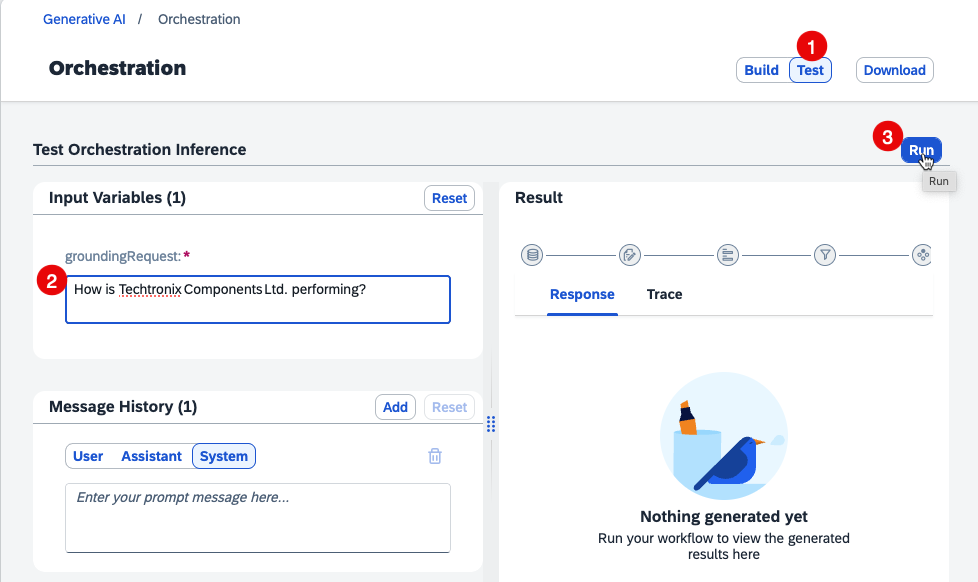 Generative AI / Orchestration
Orchestration
1
Build Test Download
Test Orchestration Inference
3
Run
Run
Input Variables (1)
Reset
groundingRequest:*
2
How is Techtronix Components Ltd. performing?
Message History (1)
Add Reset
User Assistant System
Enter your prompt message here...
Result
Response Trace
Nothing generated yet
Run your workflow to view the generated
results here